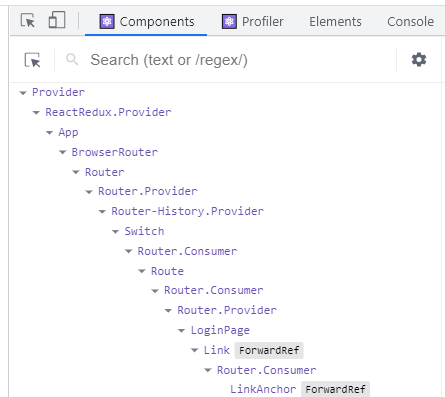 Components Profiler Elements Console
Search (text or /regex/)
Provider
ReactRedux.Provider
App
BrowserRouter
Router
Router.Provider
Router-History.Provider
Switch
Router.Consumer
Route
Router.Consumer
Router.Provider
LoginPage
Link ForwardRef
Router.Consumer
LinkAnchor ForwardRef